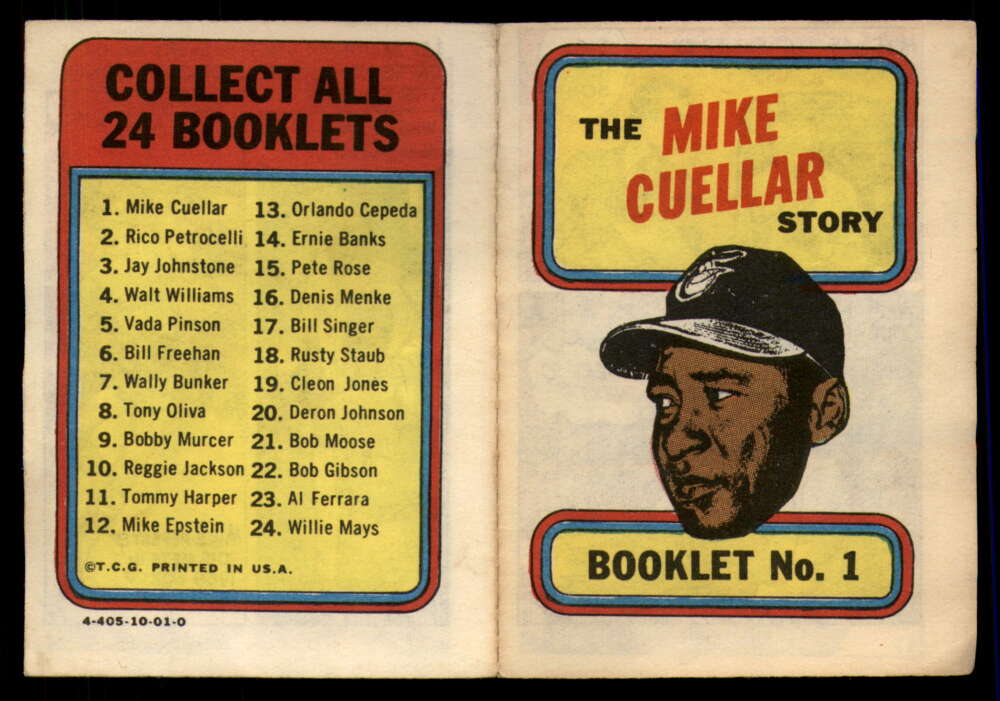 COLLECT ALL
24 BOOKLETS
1. Mike Cuellar
2. Rico Petrocelli
3. Jay Johnstone
4. Walt Williams
5. Vada Pinson
6. Bill Freehan
7. Wally Bunker
8. Tony Oliva
9. Bobby Murcer
10. Reggie Jackson
11. Tommy Harper
12. Mike Epstein
13. Orlando Cepeda
14. Ernie Banks
15. Pete Rose
16. Denis Menke
17. Bill Singer
18. Rusty Staub
19. Cleon Jones
20. Deron Johnson
21. Bob Moose
22. Bob Gibson
23. Al Ferrara
24. Willie Mays
©T.C.G. PRINTED IN U.S.A.
4-405-10-01-0
THE MIKE
CUELLAR
STORY
BOOKLET No. 1